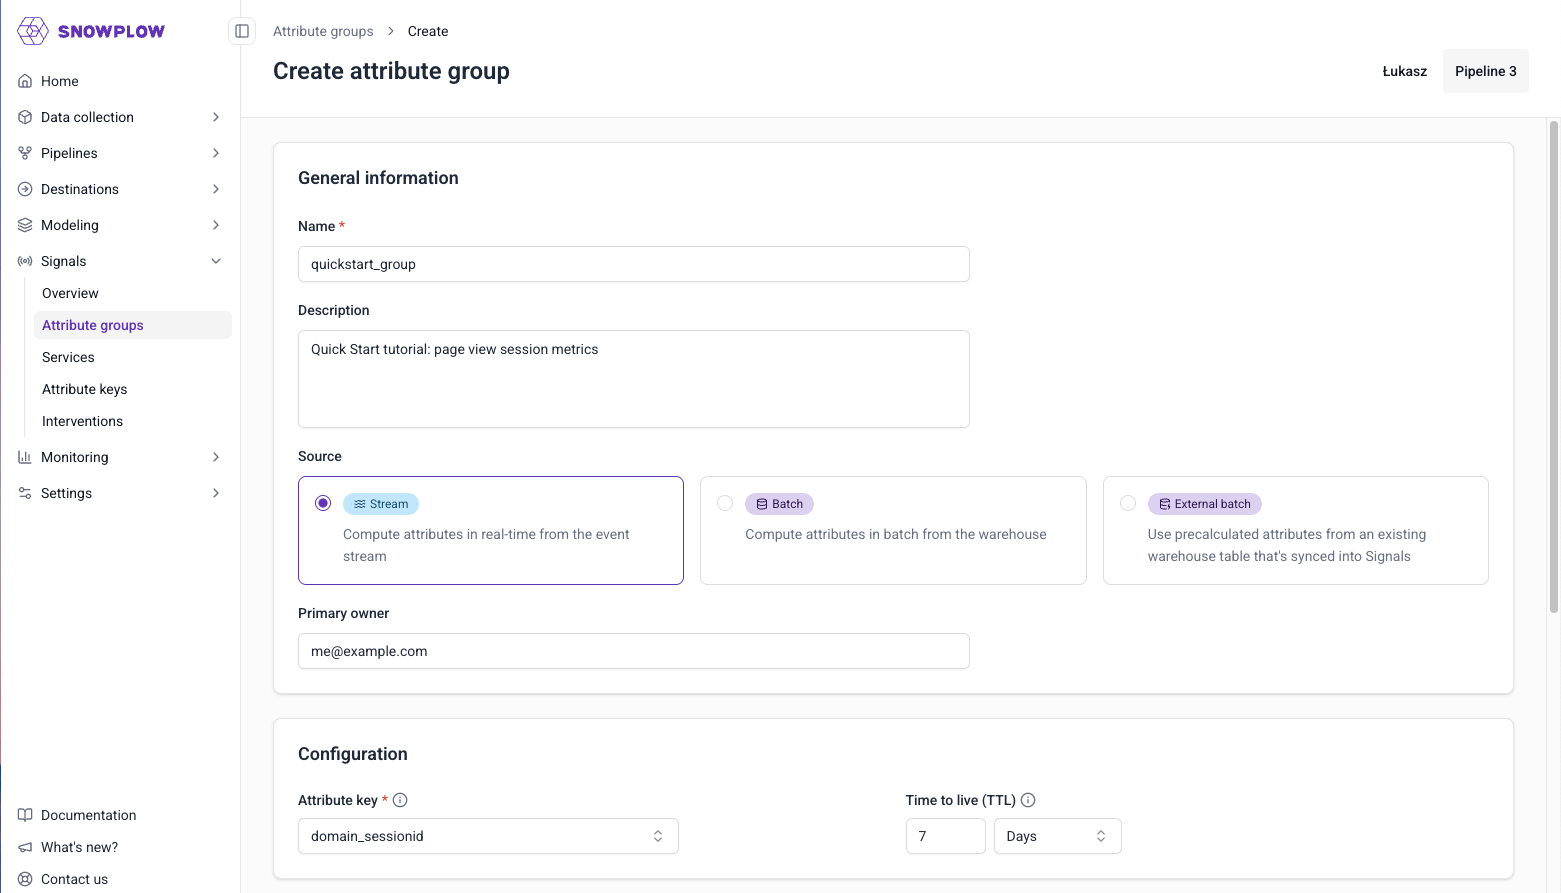 SNOWPLOW
Home
Data collection
Pipelines
Destinations
Modeling
Signals
Overview
Attribute groups
Services
Attribute keys
Interventions
Monitoring
Settings
Documentation
What's new?
Contact us
Attribute groups > Create
Create attribute group
Łukasz
Pipeline 3
General information
Name *
quickstart_group
Description
Quick Start tutorial: page view session metrics
Source
Stream
Compute attributes in real-time from the event
stream
Batch
Compute attributes in batch from the warehouse
External batch
Use precalculated attributes from an existing
warehouse table that's synced into Signals
Primary owner
me@example.com
Configuration
Attribute key *
domain_sessionid
Time to live (TTL)
7
Days